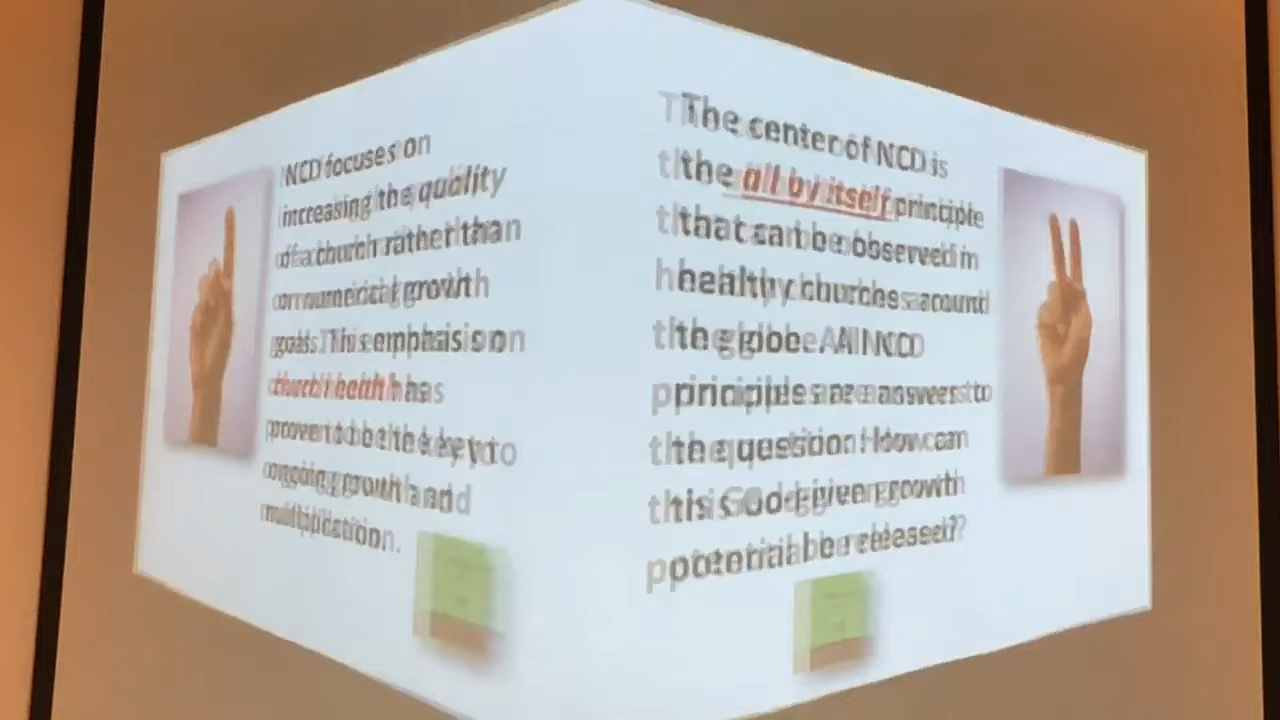 NCD focuses on
increasing the quality
of a church rather than
on numerical growth
goals. This emphasis on
church health has
proven to be the key to
ongoing growth and
multiplication.
The center of NCD is
the all by itself principle
that can be observed in
healthy churches around
the globe. All NCD
principles are answers to
the question: How can
this God-given growth
potential be released?